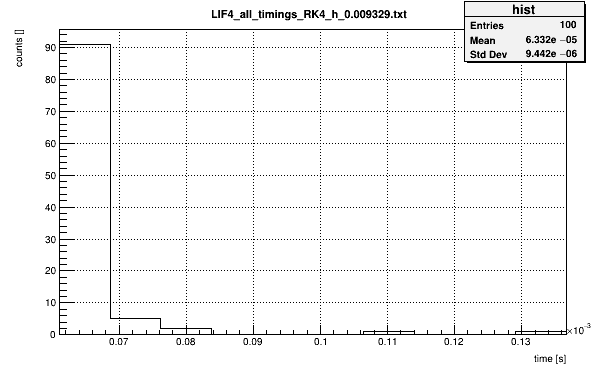 LIF4_all_timings_RK4_h_0.009329.txt
hist
Entries 100
Mean 6.332e −05
Std Dev 9.442e −06
counts []
90
80
70
60
50
40
30
20
10
0
0.07 0.08 0.09 0.1 0.11 0.12 0.13
×10⁻³
time [s]